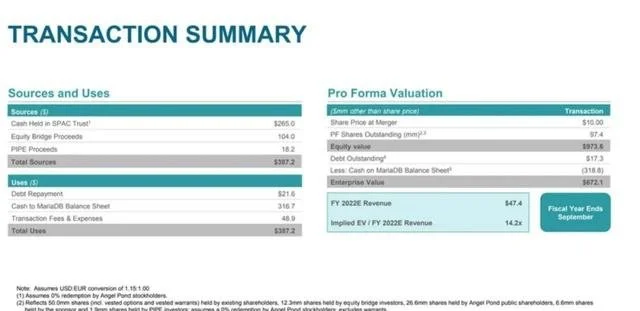 TRANSACTION SUMMARY
Sources and Uses
Sources ($)
Cash Held in SPAC Trust¹ $265.0
Equity Bridge Proceeds 104.0
PIPE Proceeds 18.2
Total Sources $387.2
Uses ($)
Debt Repayment $21.6
Cash to MariaDB Balance Sheet 316.7
Transaction Fees & Expenses 48.9
Total Uses $387.2
Pro Forma Valuation
($mm other than share price) Transaction
Share Price at Merger $10.00
PF Shares Outstanding (mm)²,³ 97.4
Equity value $973.6
Debt Outstanding⁴ $17.3
Less: Cash on MariaDB Balance Sheet⁵ (318.8)
Enterprise Value $672.1
FY 2022E Revenue $47.4
Implied EV / FY 2022E Revenue 14.2x
Fiscal Year Ends
September
Note: Assumes USD:EUR conversion of 1.15:1.00
(1) Assumes 0% redemption by Angel Pond stockholders.
(2) Reflects 50.0mm shares (incl. vested options and vested warrants) held by existing shareholders, 12.3mm shares held by equity bridge investors, 26.6mm shares held by Angel Pond public shareholders, 6.6mm shares
held by the sponsor and 1.9mm shares held by PIPE investors; assumes a 0% redemption by Angel Pond stockholders, excludes warrants.